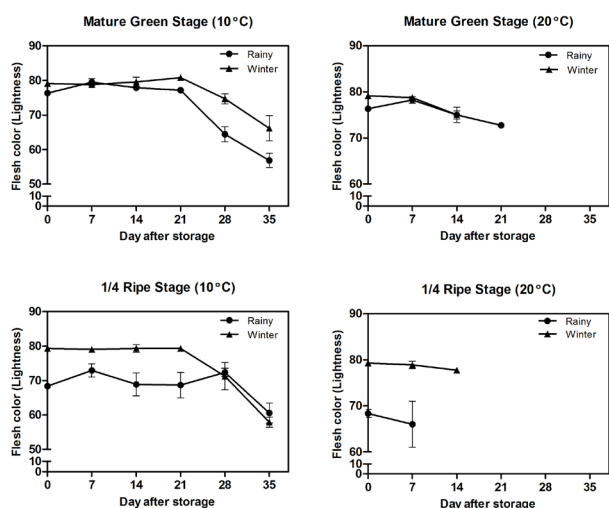 Mature Green Stage (10°C)
Flesh color (Lightness)
90
80
70
60
50
10
0
0 7 14 21 28 35
Day after storage
Rainy
Winter
Mature Green Stage (20°C)
Flesh color (Lightness)
90
80
70
60
10
0
0 7 14 21 28 35
Day after storage
Rainy
Winter
1/4 Ripe Stage (10°C)
Flesh color (Lightness)
90
80
70
60
50
10
0
0 7 14 21 28 35
Day after storage
Rainy
Winter
1/4 Ripe Stage (20°C)
Flesh color (Lightness)
90
80
70
60
10
0
0 7 14 21 28 35
Day after storage
Rainy
Winter